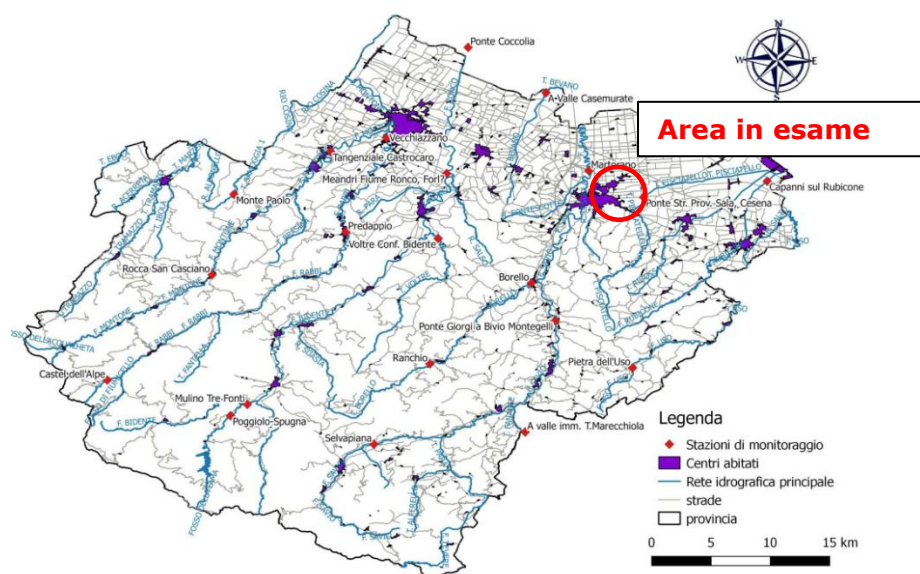 Ponte Coccolia
N
W
E
S
T. BEVANO
A Valle Casemurate
Area in esame
Vecchiazzano
Tangenziale Castrocaro
Martorano
Meandri Fiume Ronco, Forlì?
Capanni sul Rubicone
Monte Paolo
Ponte Str. Prov. Sala, Cesena
Predappio
Voltre Conf. Bidente
Rocca San Casciano
F. RABBI
Borello
F. MONTONE
Ponte Giorgi a Bivio Montegelli
F. RABBI
Ranchio
Pietra dell'Uso
Castel dell'Alpe
Mulino Tre-Fonti
Poggiolo-Spugna
F. BIDENTE
Selvapiana
A valle imm. T.Marecchiola
Legenda
Stazioni di monitoraggio
Centri abitati
Rete idrografica principale
strade
provincia
0 5 10 15 km